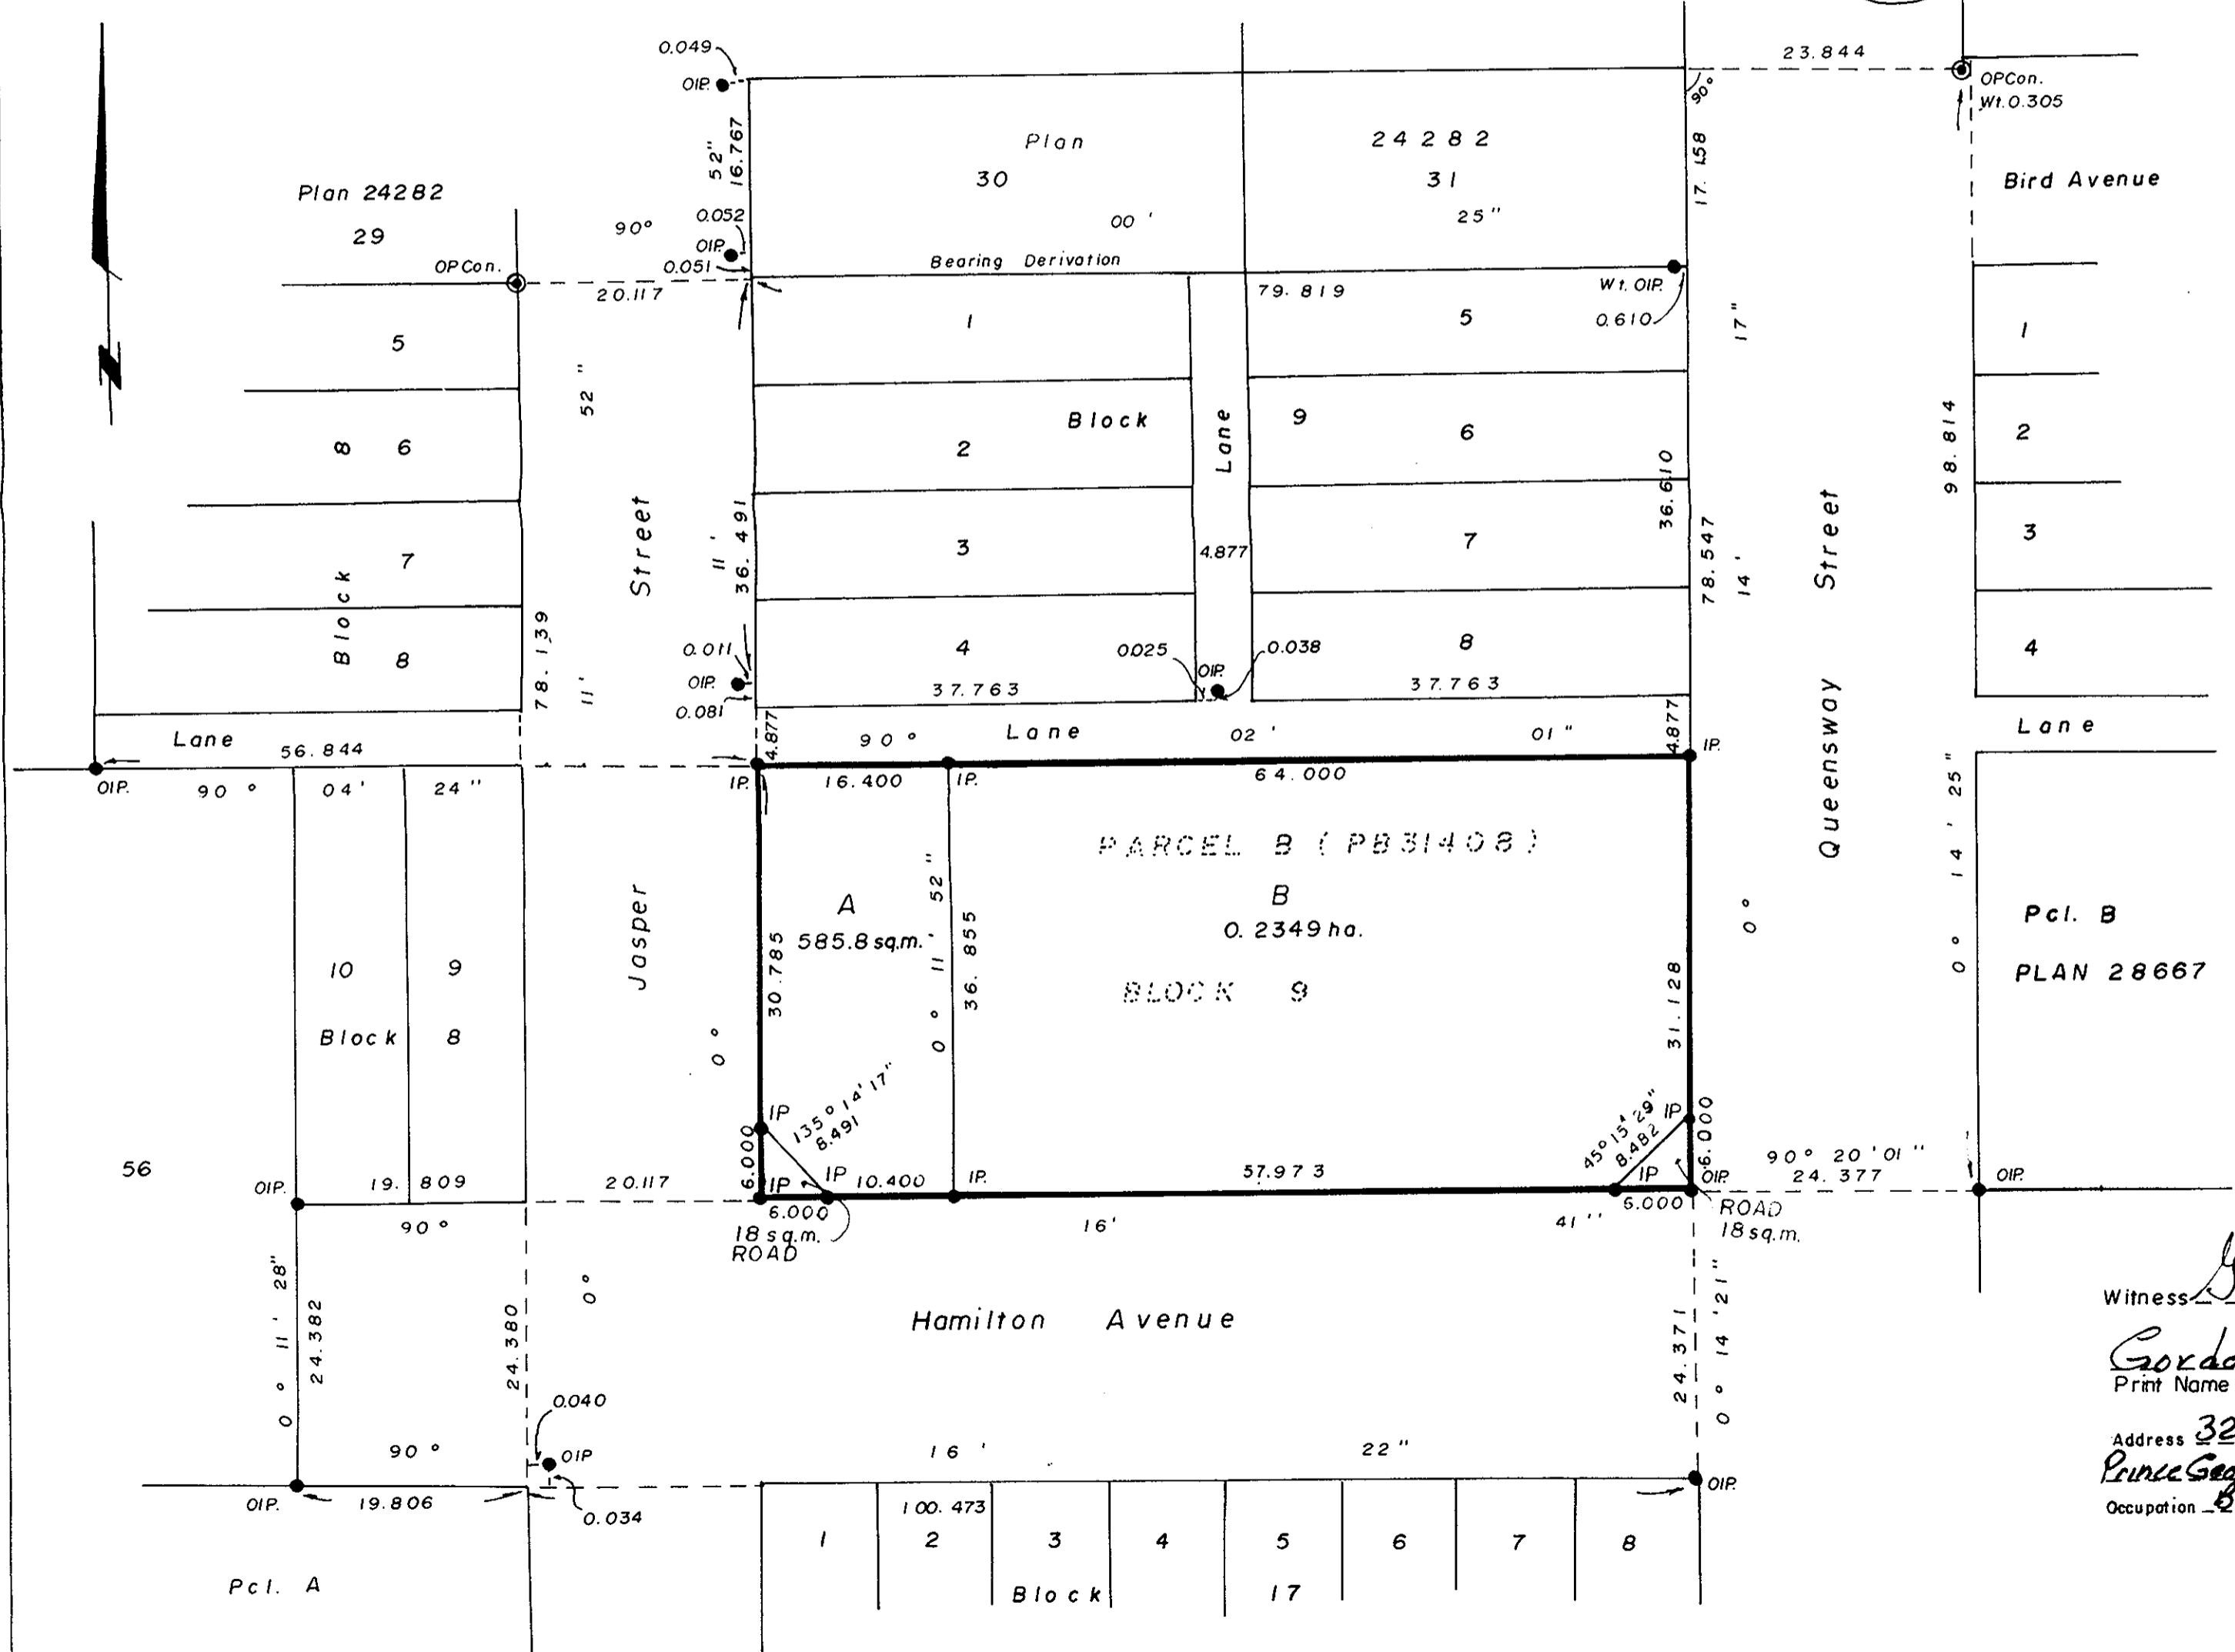 0.049
OIP.
23.844
OPCon.
Wt. 0.305
90°
52"
16.767
Plan 24282
30
31
17.158
Bird Avenue
Plan 24282
29
90°
0.052
OIP.
0.051
00' 25"
OPCon.
Bearing Derivation
20.117
79.819
Wt. OIP.
0.610
17"
5
1
5
1
52"
8 6
Block 9
2
6
Lane
2
98.814
36.610
Street
11'
36.491
3
4.877
7
78.547
14'
Street
3
7
Block
8
78.139
11'
0.011
OIP.
0.081
4
37.763
0.025
OIP.
0.038
8
37.763
4
Queensway
Lane
56.844
4.877
90° 02' 01"
Lane
4.877
IP.
Lane
OIP.
90° 04' 24"
IP.
16.400
IP.
64.000
0° 14' 25"
PARCEL B (PB31408)
A
585.8 sq.m.
0° 11' 52"
36.855
B
0.2349 ha.
0°
Pcl. B
PLAN 28667
Jasper
10
9
30.785
BLOCK 9
31.128
Block 8
0°
IP
135° 14' 17"
8.491
45° 15' 29"
8.482
IP
6.000
56
OIP.
19.809
20.117
6.000
IP
IP
10.400
IP.
57.973
IP
OIP.
90° 20' 01"
24.377
OIP.
90°
6.000
18 sq.m.
ROAD
16' 41"
6.000
ROAD
18 sq.m.
0° 11' 28"
24.382
24.380
0°
Hamilton Avenue
24.371
0° 14' 21"
Witness
Print Name
Address 32
Prince Geo
Occupation
0.040
90°
OIP
16' 22"
OIP.
19.806
0.034
100.473
OIP.
1
2
3
4
5
6
7
8
Pcl. A
Block 17